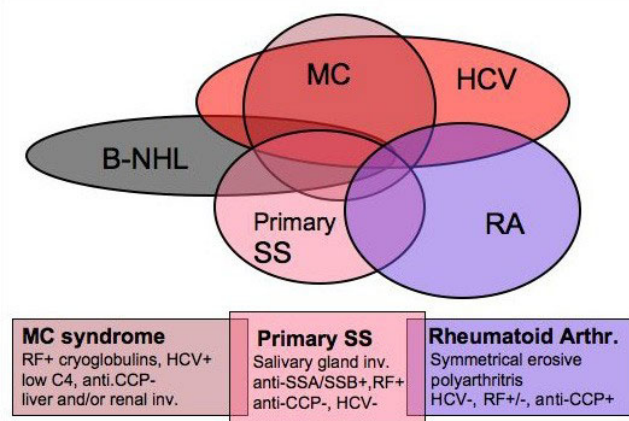 MC
HCV
B-NHL
Primary
SS
RA
MC syndrome
RF+ cryoglobulins, HCV+
low C4, anti.CCP-
liver and/or renal inv.
Primary SS
Salivary gland inv.
anti-SSA/SSB+,RF+
anti-CCP-, HCV-
Rheumatoid Arthr.
Symmetrical erosive
polyarthritris
HCV-, RF+/-, anti-CCP+